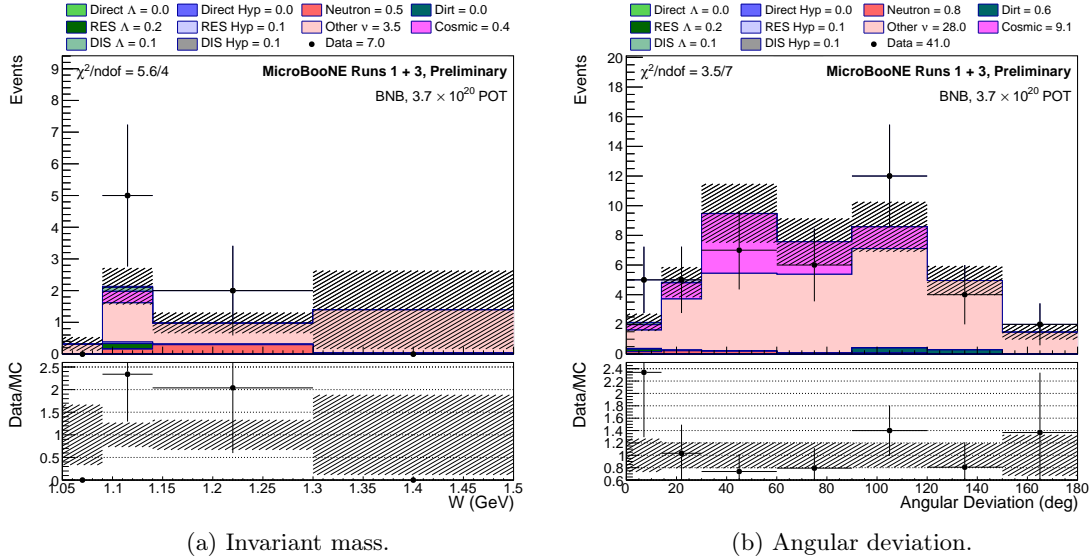 Direct Λ = 0.0 Direct Hyp = 0.0 Neutron = 0.5 Dirt = 0.0
RES Λ = 0.2 RES Hyp = 0.1 Other ν = 3.5 Cosmic = 0.4
DIS Λ = 0.1 DIS Hyp = 0.1 Data = 7.0
χ²/ndof = 5.6/4
MicroBooNE Runs 1 + 3, Preliminary
BNB, 3.7 × 10²⁰ POT
Events
9
8
7
6
5
4
3
2
1
0
Data/MC
2.5
2
1.5
1
0.5
0
1.05 1.1 1.15 1.2 1.25 1.3 1.35 1.4 1.45 1.5
W (GeV)
(a) Invariant mass.
Direct Λ = 0.0 Direct Hyp = 0.0 Neutron = 0.8 Dirt = 0.6
RES Λ = 0.2 RES Hyp = 0.1 Other ν = 28.0 Cosmic = 9.1
DIS Λ = 0.1 DIS Hyp = 0.1 Data = 41.0
χ²/ndof = 3.5/7
MicroBooNE Runs 1 + 3, Preliminary
BNB, 3.7 × 10²⁰ POT
Events
20
18
16
14
12
10
8
6
4
2
0
Data/MC
2.4
2.2
2
1.8
1.6
1.4
1.2
1
0.8
0.6
0 20 40 60 80 100 120 140 160 180
Angular Deviation (deg)
(b) Angular deviation.